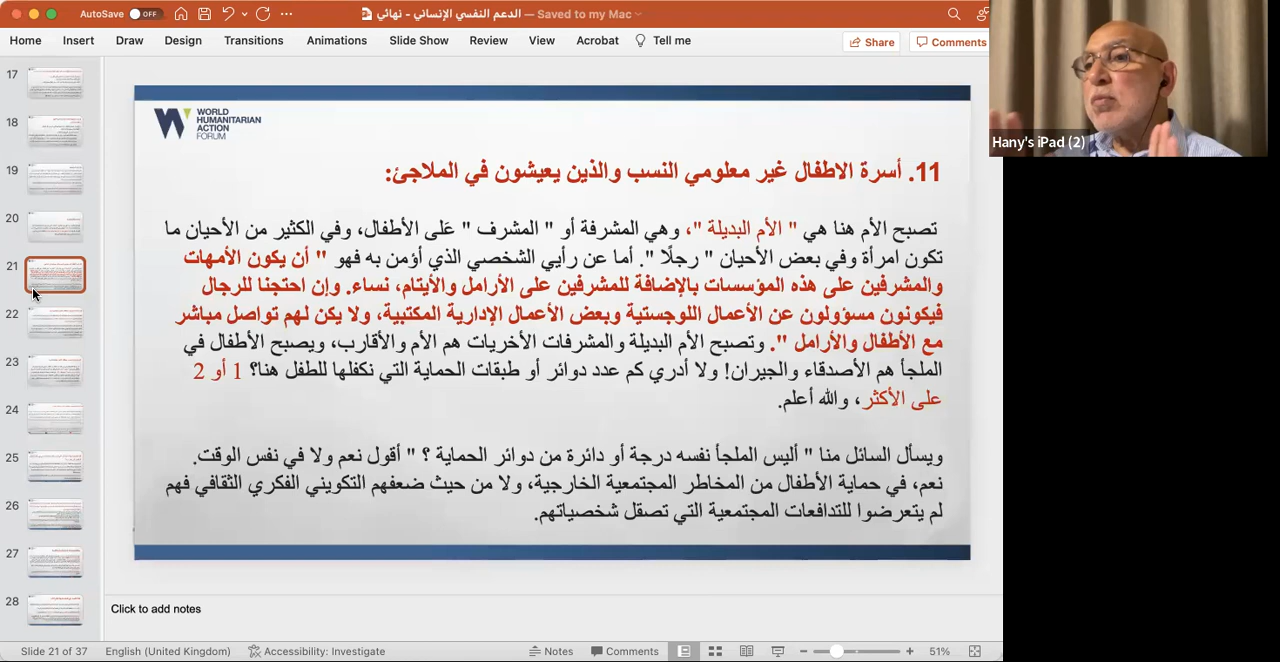 AutoSave OFF
الدعم النفسي الإنساني - نهائي — Saved to my Mac
Home Insert Draw Design Transitions Animations Slide Show Review View Acrobat Tell me
Share Comments
Hany's iPad (2)
17
18
19
20
21
22
23
24
25
26
27
28
WORLD
HUMANITARIAN
ACTION
FORUM
11. أسرة الاطفال غير معلومي النسب والذين يعيشون في الملاجئ:
تصبح الأم هنا هي " الأم البديلة "، وهي المشرفة أو " المشرف " عَلى الأطفال، وفي الكثير من الأحيان ما
تكون امرأة وفي بعض الأحيان " رجلًا ". أما عن رأيي الشخصي الذي أؤمن به فهو " أن يكون الأمهات
والمشرفين على هذه المؤسسات بالإضافة للمشرفين على الارامل والأيتام، نساء. وإن احتجنا للرجال
فيكونون مسؤولون عن الأعمال اللوجستية وبعض الأعمال الإدارية المكتبية، ولا يكن لهم تواصل مباشر
مع الأطفال والأرامل ". وتصبح الأم البديلة والمشرفات الأخريات هم الأم والأقارب، ويصبح الأطفال في
الملجأ هم الأصدقاء والجيران! ولا أدري كم عدد دوائر أو طبقات الحماية التي نكفلها للطفل هنا؟ 1 أو 2
على الأكثر، والله أعلم.
ويسأل السائل منا " أليس الملجأ نفسه درجة أو دائرة من دوائر الحماية ؟ " أقول نعم ولا في نفس الوقت.
نعم، في حماية الأطفال من المخاطر المجتمعية الخارجية، ولا من حيث ضعفهم التكويني الفكري الثقافي فهم
لم يتعرضوا للتدافعات المجتمعية التي تصقل شخصياتهم.
Click to add notes
Slide 21 of 37 English (United Kingdom) Accessibility: Investigate Notes Comments 51%